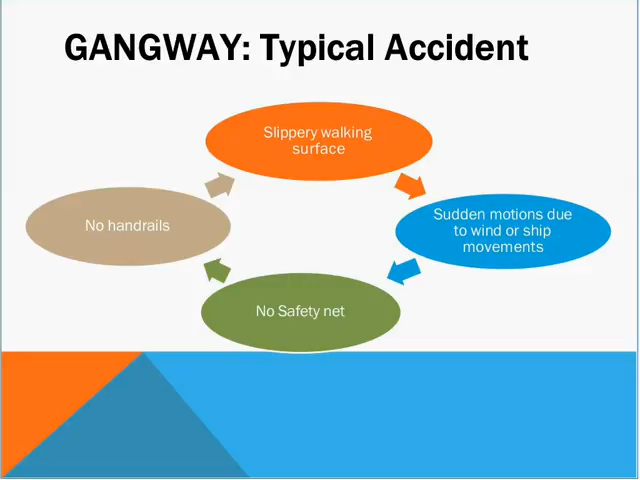 GANGWAY: Typical Accident
Slippery walking
surface
Sudden motions due
to wind or ship
movements
No Safety net
No handrails